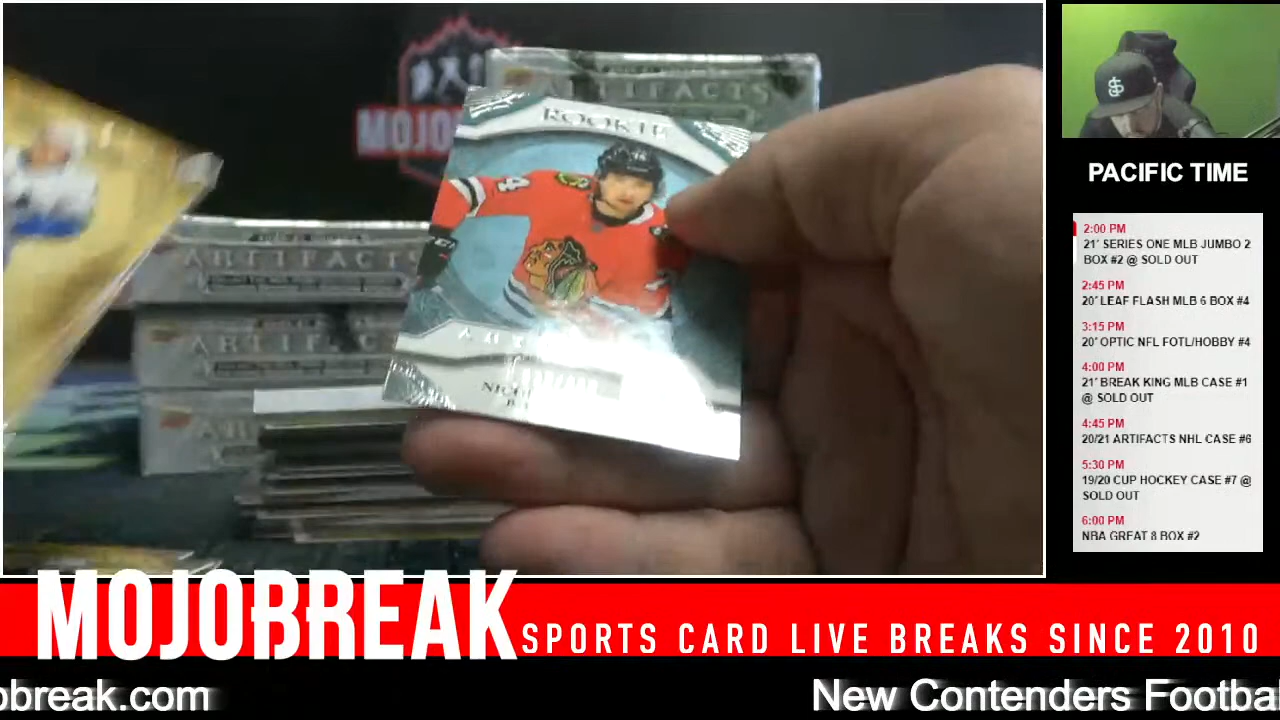 ARTIFACTS
MOJO
ROOKIE
4
ARTIFACTS
ARTIFAC
PACIFIC TIME
2:00 PM
21' SERIES ONE MLB JUMBO 2
BOX #2 @ SOLD OUT
2:45 PM
20' LEAF FLASH MLB 6 BOX #4
3:15 PM
20' OPTIC NFL FOTL/HOBBY #4
4:00 PM
21' BREAK KING MLB CASE #1
@ SOLD OUT
4:45 PM
20/21 ARTIFACTS NHL CASE #6
5:30 PM
19/20 CUP HOCKEY CASE #7 @
SOLD OUT
6:00 PM
NBA GREAT 8 BOX #2
MOJOBREAK
SPORTS CARD LIVE BREAKS SINCE 2010
obreak.com
New Contenders Footba